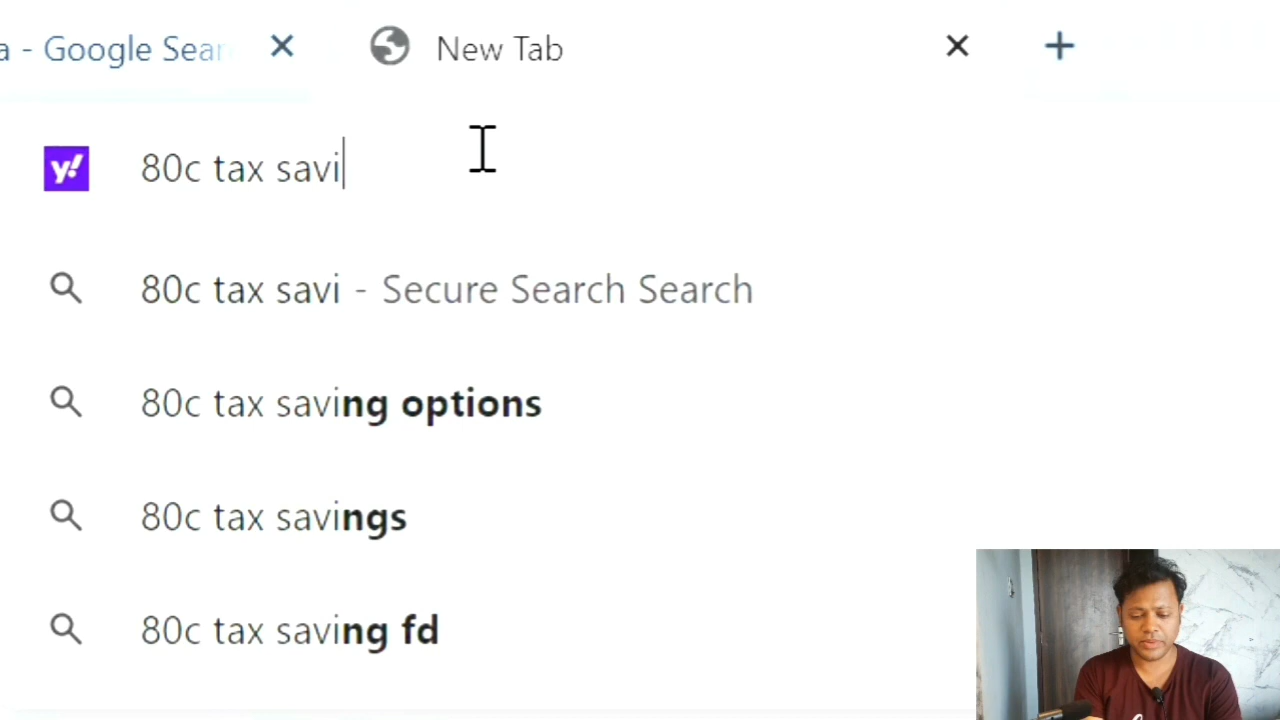 a - Google Sear
New Tab
y!
80c tax savi
80c tax savi - Secure Search Search
80c tax saving options
80c tax savings
80c tax saving fd